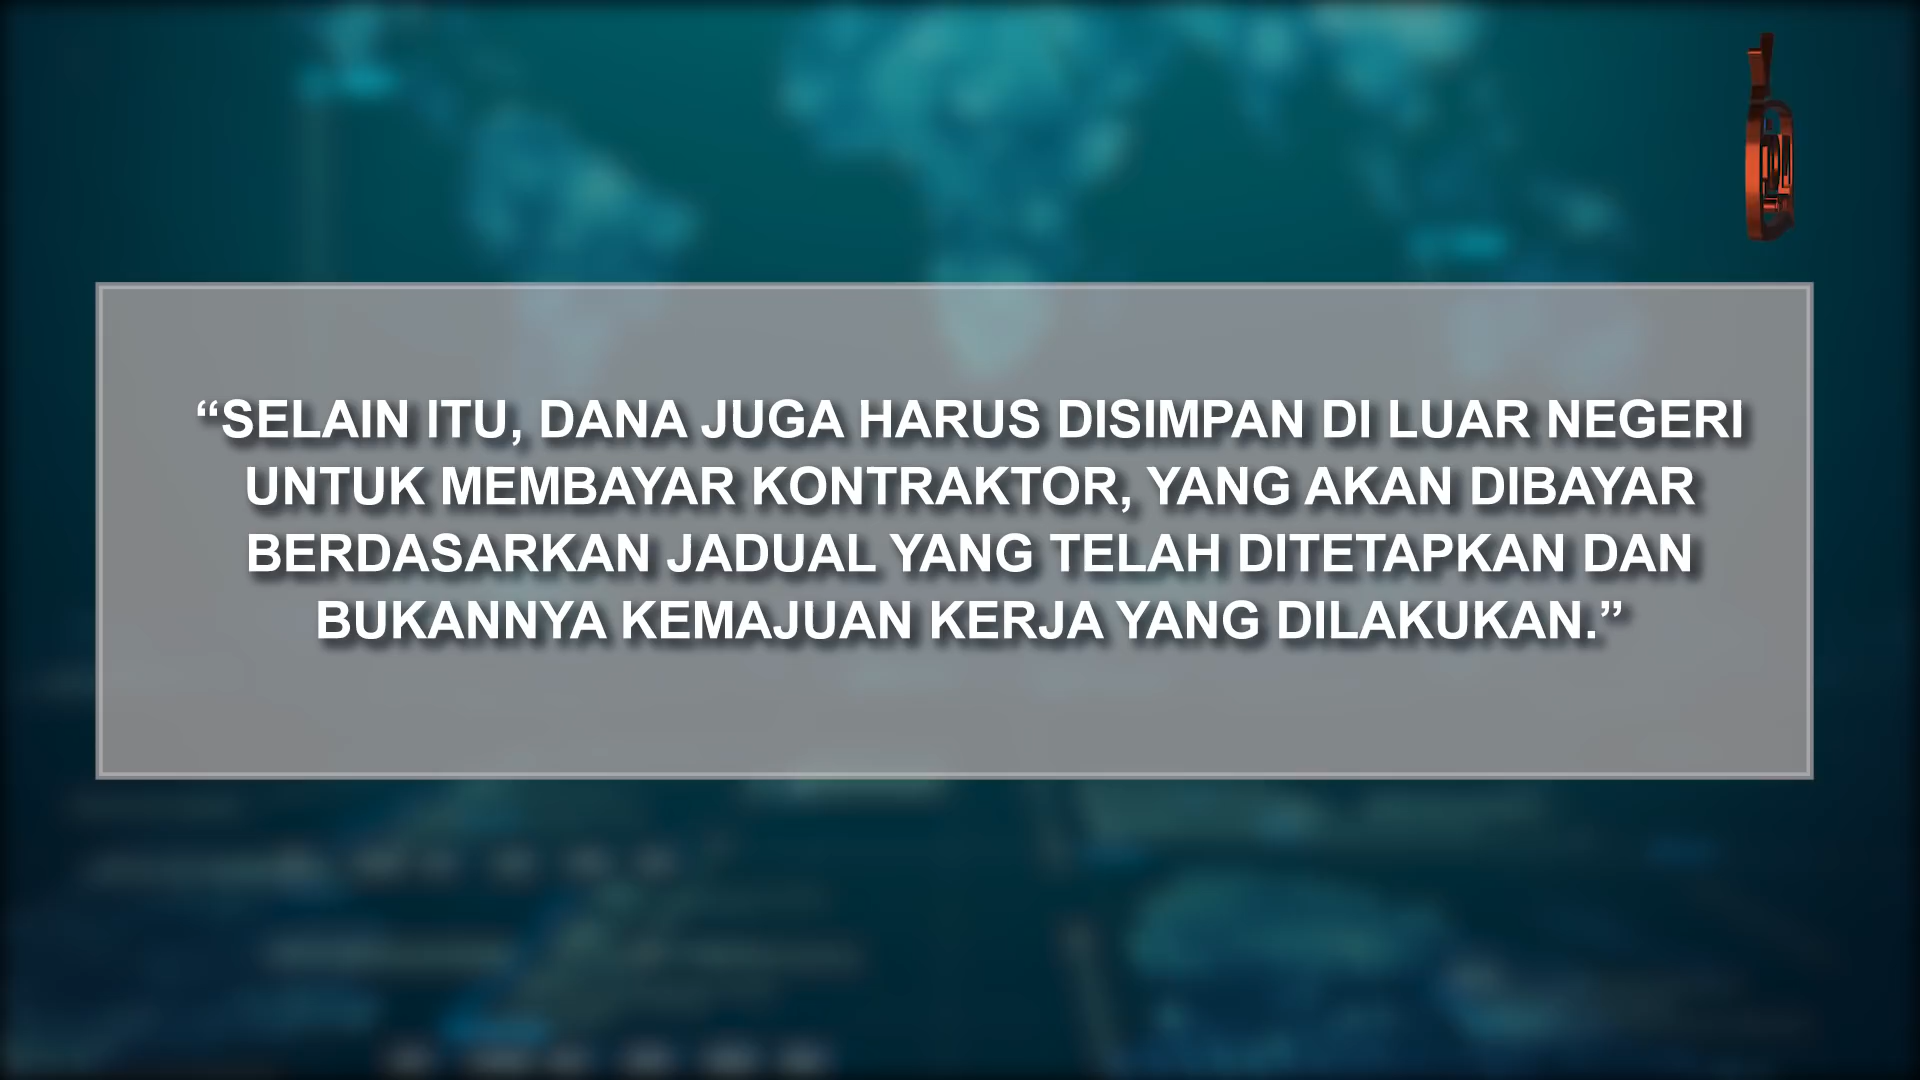 “SELAIN ITU, DANA JUGA HARUS DISIMPAN DI LUAR NEGERI
UNTUK MEMBAYAR KONTRAKTOR, YANG AKAN DIBAYAR
BERDASARKAN JADUAL YANG TELAH DITETAPKAN DAN
BUKANNYA KEMAJUAN KERJA YANG DILAKUKAN.”